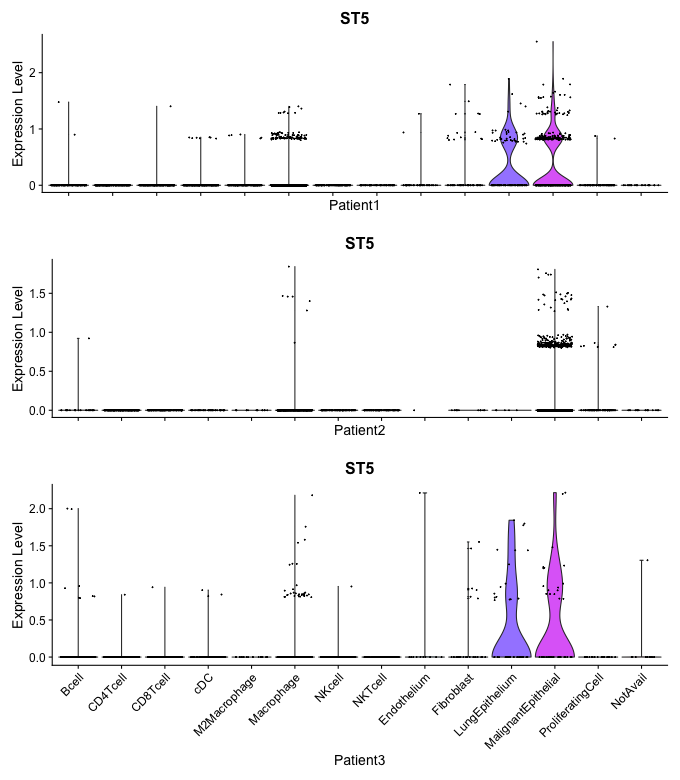 ST5
Expression Level
2
1
0
Patient1
ST5
Expression Level
1.5
1.0
0.5
0.0
Patient2
ST5
Expression Level
2.0
1.5
1.0
0.5
0.0
Bcell
CD4Tcell
CD8Tcell
cDC
M2Macrophage
Macrophage
NKcell
NKTcell
Endothelium
Fibroblast
LungEpithelium
MalignantEpithelial
ProliferatingCell
NotAvail
Patient3